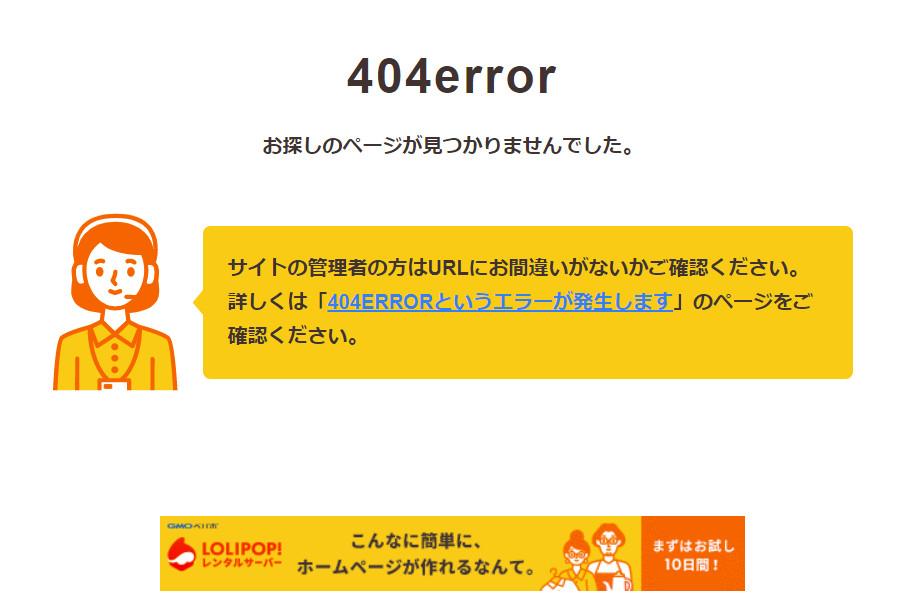 404error
お探しのページが見つかりませんでした。
サイトの管理者の方はURLにお間違いがないかご確認ください。
詳しくは「404ERRORというエラーが発生します」のページをご
確認ください。
GMOペパボ
LOLIPOP!
レンタルサーバー
こんなに簡単に、
ホームページが作れるなんて。
まずはお試し
10日間！